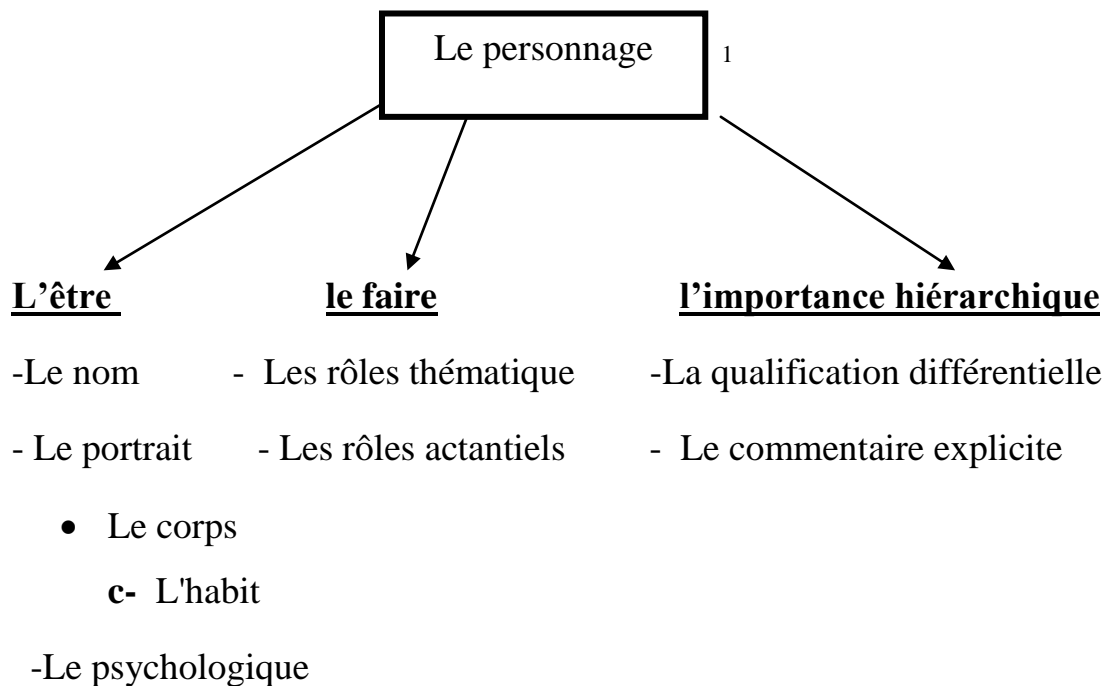 Le personnage 1
L'être le faire l'importance hiérarchique
-Le nom - Les rôles thématique -La qualification différentielle
- Le portrait - Les rôles actantiels - Le commentaire explicite
• Le corps
c- L'habit
-Le psychologique